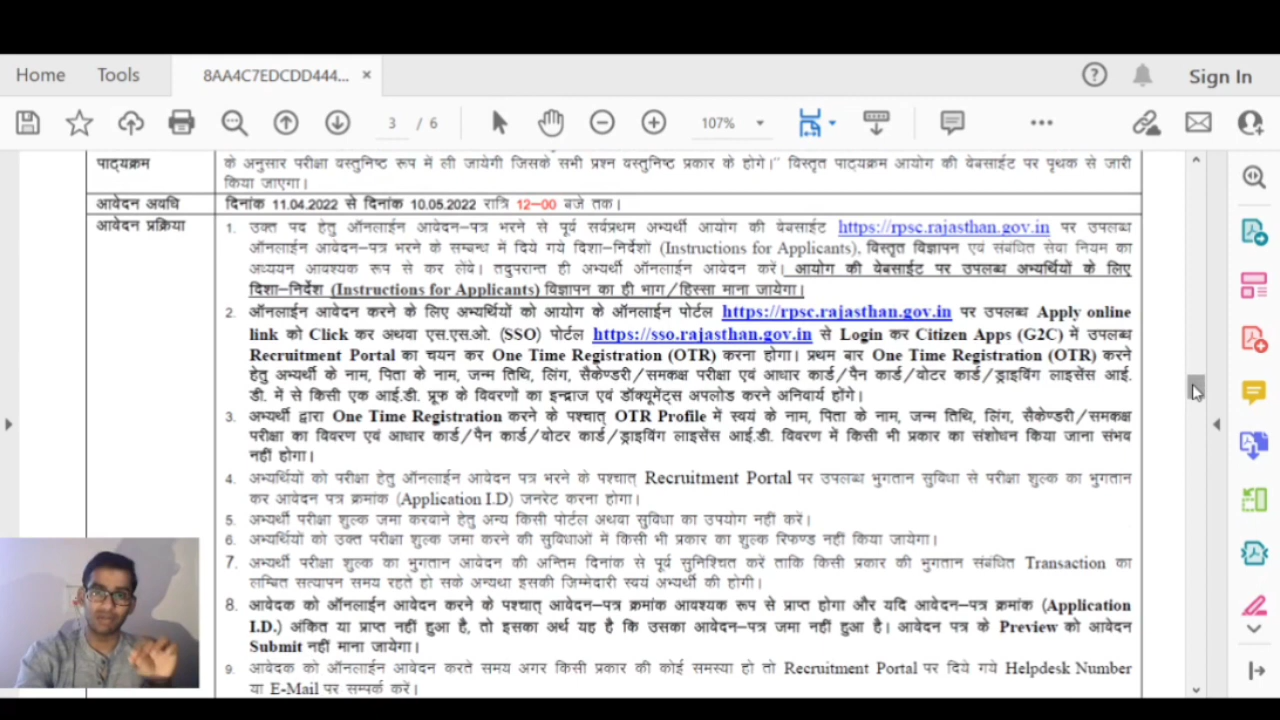 Home Tools 8AA4C7EDCDD444... × Sign In
3 / 6 107%
पाठ्यक्रम
के अनुसार परीक्षा वस्तुनिष्ठ रूप में ली जायेगी जिसके सभी प्रश्न वस्तुनिष्ठ प्रकार के होगे।" विस्तृत पाठ्यक्रम आयोग की वेबसाईट पर पृथक से जारी
किया जाएगा।
आवेदन अवधि दिनांक 11.04.2022 से दिनांक 10.05.2022 रात्रि 12–00 बजे तक।
आवेदन प्रक्रिया
1. उक्त पद हेतु ऑनलाईन आवेदन–पत्र भरने से पूर्व सर्वप्रथम अभ्यर्थी आयोग की वेबसाईट https://rpsc.rajasthan.gov.in पर उपलब्ध
ऑनलाईन आवेदन–पत्र भरने के सम्बन्ध में दिये गये दिशा–निर्देशों (Instructions for Applicants), विस्तृत विज्ञापन एवं संबंधित सेवा नियम का
अध्ययन आवश्यक रूप से कर लेंवे। तदुपरान्त ही अभ्यर्थी ऑनलाईन आवेदन करें। आयोग की वेबसाईट पर उपलब्ध अभ्यर्थियों के लिए
दिशा–निर्देश (Instructions for Applicants) विज्ञापन का ही भाग/हिस्सा माना जायेगा।
2. ऑनलाईन आवेदन करने के लिए अभ्यर्थियों को आयोग के ऑनलाईन पोर्टल https://rpsc.rajasthan.gov.in पर उपलब्ध Apply online
link को Click कर अथवा एस.एस.ओ. (SSO) पोर्टल https://sso.rajasthan.gov.in से Login कर Citizen Apps (G2C) में उपलब्ध
Recruitment Portal का चयन कर One Time Registration (OTR) करना होगा। प्रथम बार One Time Registration (OTR) करने
हेतु अभ्यर्थी के नाम, पिता के नाम, जन्म तिथि, लिंग, सैकेण्डरी/समकक्ष परीक्षा एवं आधार कार्ड/पैन कार्ड/वोटर कार्ड/ड्राइविंग लाइसेंस आई.
डी. में से किसी एक आई.डी. प्रूफ के विवरणों का इन्द्राज एवं डॉक्यूमेंट्स अपलोड करने अनिवार्य होंगे।
3. अभ्यर्थी द्वारा One Time Registration करने के पश्चात् OTR Profile में स्वयं के नाम, पिता के नाम, जन्म तिथि, लिंग, सैकेण्डरी/समकक्ष
परीक्षा का विवरण एवं आधार कार्ड/पैन कार्ड/वोटर कार्ड/ड्राइविंग लाइसेंस आई.डी. विवरण में किसी भी प्रकार का संशोधन किया जाना संभव
नहीं होगा।
4. अभ्यर्थियों को परीक्षा हेतु ऑनलाईन आवेदन पत्र भरने के पश्चात Recruitment Portal पर उपलब्ध भुगतान सुविधा से परीक्षा शुल्क का भुगतान
कर आवेदन पत्र क्रमांक (Application I.D) जनरेट करना होगा।
5. अभ्यर्थी परीक्षा शुल्क जमा करवाने हेतु अन्य किसी पोर्टल अथवा सुविधा का उपयोग नहीं करें।
6. अभ्यर्थियों को उक्त परीक्षा शुल्क जमा करने की सुविधाओं में किसी भी प्रकार का शुल्क रिफण्ड नहीं किया जायेगा।
7. अभ्यर्थी परीक्षा शुल्क का भुगतान आवेदन की अन्तिम दिनांक से पूर्व सुनिश्चित करें ताकि किसी प्रकार की भुगतान संबंधित Transaction का
लम्बित सत्यापन समय रहते हो सके अन्यथा इसकी जिम्मेदारी स्वयं अभ्यर्थी की होगी।
8. आवेदक को ऑनलाईन आवेदन करने के पश्चात् आवेदन–पत्र क्रमांक आवश्यक रूप से प्राप्त होगा और यदि आवेदन–पत्र क्रमांक (Application
I.D.) अंकित या प्राप्त नहीं हुआ है, तो इसका अर्थ यह है कि उसका आवेदन–पत्र जमा नहीं हुआ है। आवेदन पत्र के Preview को आवेदन
Submit नहीं माना जायेगा।
9. आवेदक को ऑनलाईन आवेदन करते समय अगर किसी प्रकार की कोई समस्या हो तो Recruitment Portal पर दिये गये Helpdesk Number
या E-Mail पर सम्पर्क करें।